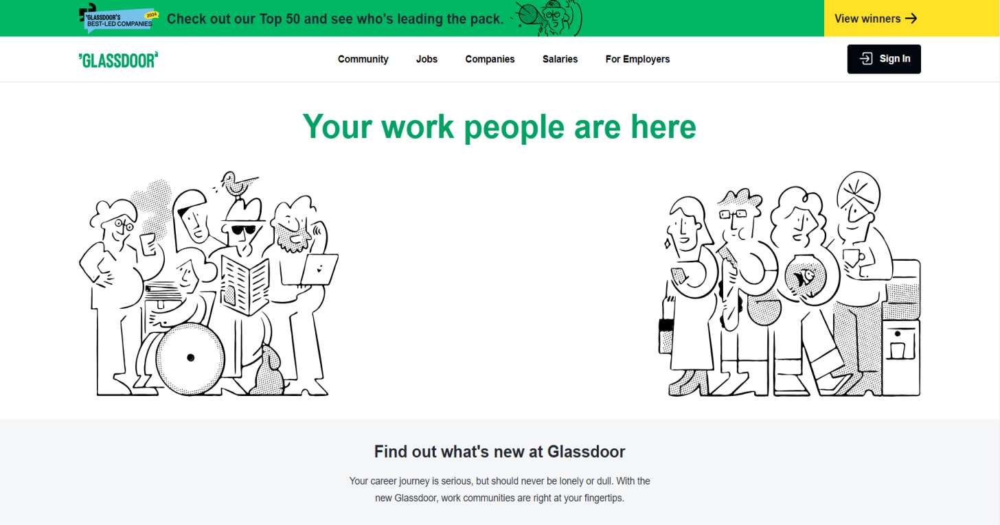 'GLASSDOOR'S
BEST-LED COMPANIES
2024
Check out our Top 50 and see who's leading the pack.
View winners
'GLASSDOOR'
Community
Jobs
Companies
Salaries
For Employers
Sign In
Your work people are here
Find out what's new at Glassdoor
Your career journey is serious, but should never be lonely or dull. With the
new Glassdoor, work communities are right at your fingertips.